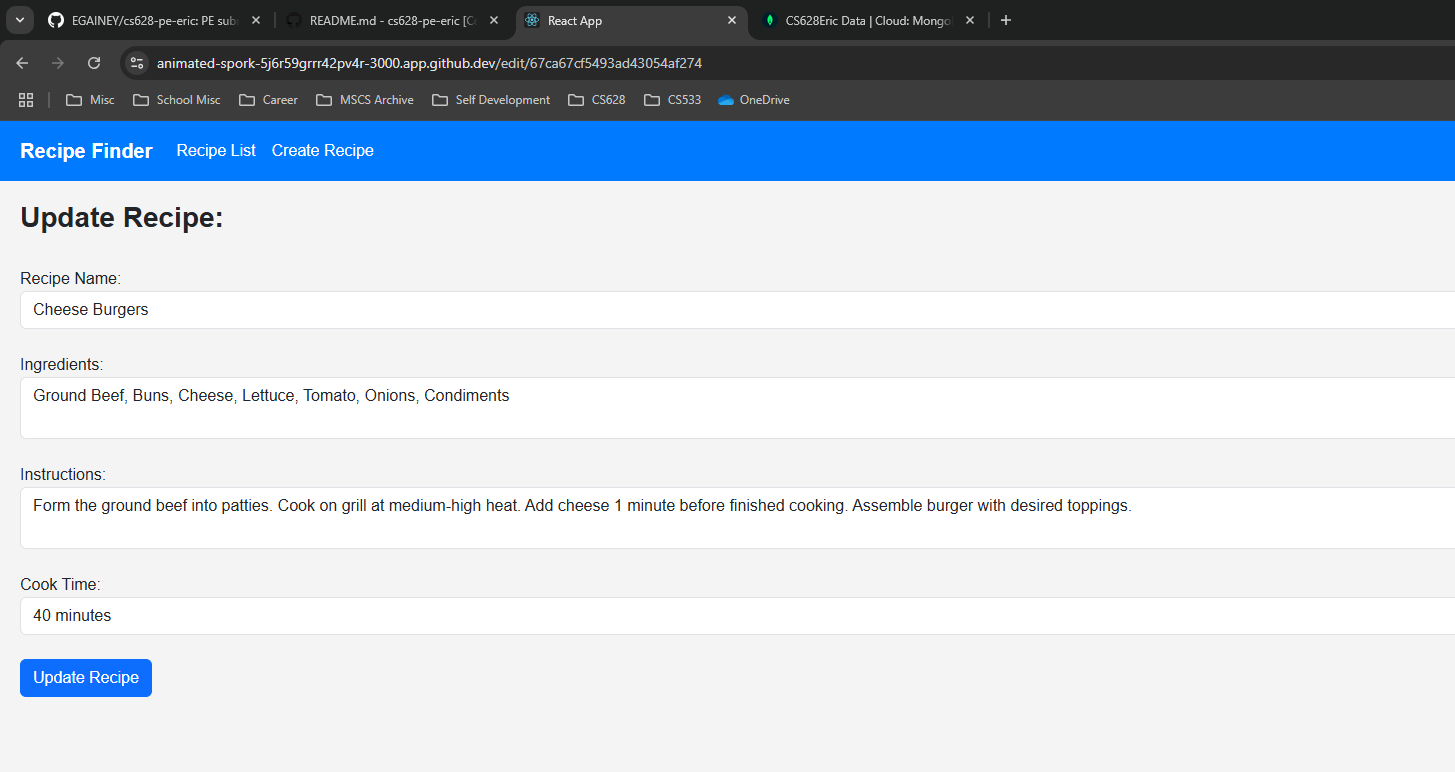 EGAINEY/cs628-pe-eric: PE sub
README.md - cs628-pe-eric [C
React App
CS628Eric Data | Cloud: Mongo
animated-spork-5j6r59grrr42pv4r-3000.app.github.dev/edit/67ca67cf5493ad43054af274
Misc
School Misc
Career
MSCS Archive
Self Development
CS628
CS533
OneDrive
Recipe Finder
Recipe List
Create Recipe
Update Recipe:
Recipe Name:
Cheese Burgers
Ingredients:
Ground Beef, Buns, Cheese, Lettuce, Tomato, Onions, Condiments
Instructions:
Form the ground beef into patties. Cook on grill at medium-high heat. Add cheese 1 minute before finished cooking. Assemble burger with desired toppings.
Cook Time:
40 minutes
Update Recipe